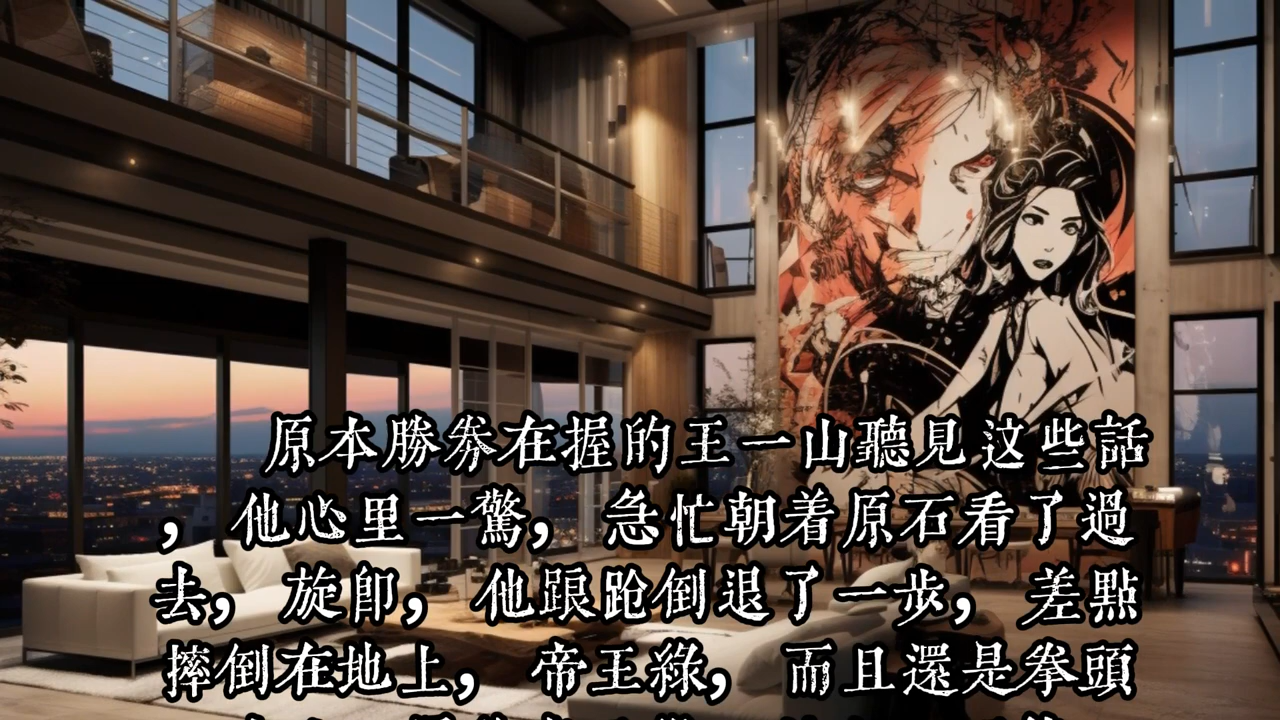 原本勝券在握的王一山聽見这些話
， 他心里一驚， 急忙朝着原石看了過
去， 旋即， 他踉跄倒退了一步， 差點
摔倒在地上， 帝王綠， 而且還是拳頭